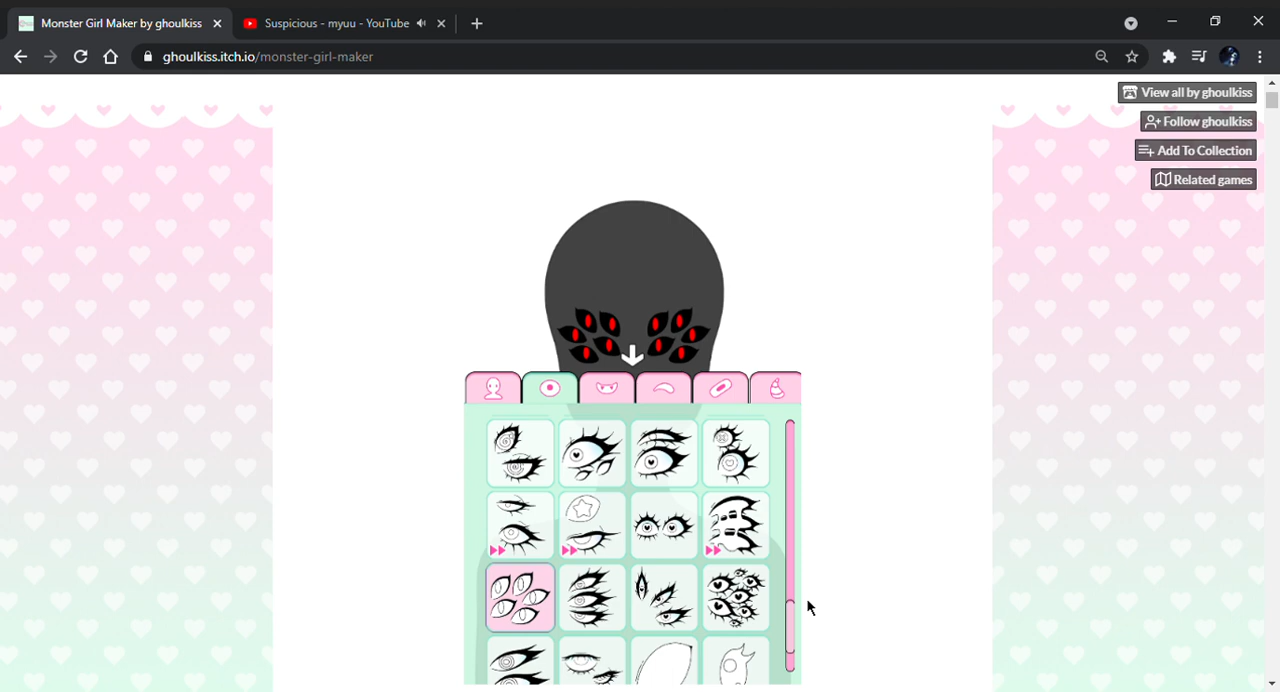 Monster Girl Maker by ghoulkiss
Suspicious - myuu - YouTube
ghoulkiss.itch.io/monster-girl-maker
View all by ghoulkiss
Follow ghoulkiss
Add To Collection
Related games